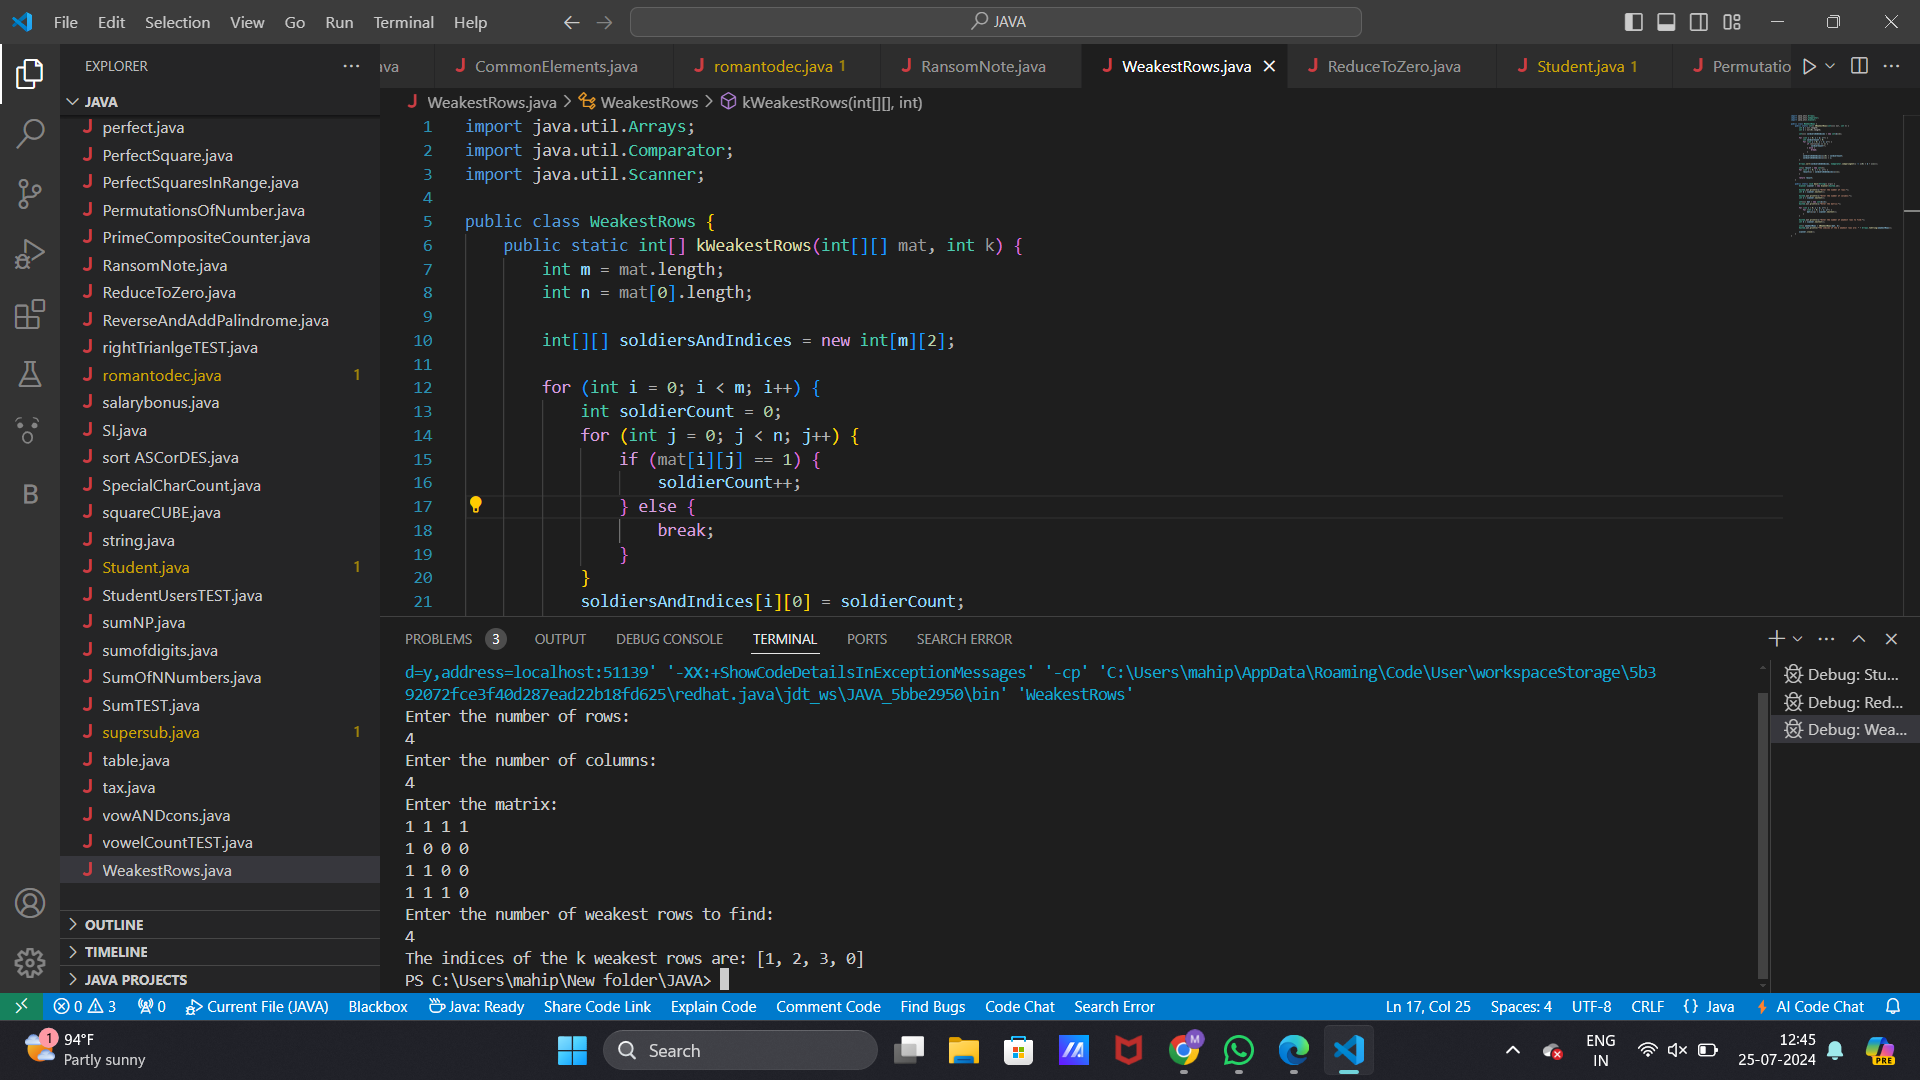 File Edit Selection View Go Run Terminal Help
JAVA
EXPLORER
JAVA
perfect.java
PerfectSquare.java
PerfectSquaresInRange.java
PermutationsOfNumber.java
PrimeCompositeCounter.java
RansomNote.java
ReduceToZero.java
ReverseAndAddPalindrome.java
rightTrianlgeTEST.java
romantodec.java 1
salarybonus.java
SI.java
sort ASCorDES.java
SpecialCharCount.java
squareCUBE.java
string.java
Student.java 1
StudentUsersTEST.java
sumNP.java
sumofdigits.java
SumOfNNumbers.java
SumTEST.java
supersub.java 1
table.java
tax.java
vowANDcons.java
vowelCountTEST.java
WeakestRows.java
OUTLINE
TIMELINE
JAVA PROJECTS
ava CommonElements.java romantodec.java 1 RansomNote.java WeakestRows.java ReduceToZero.java Student.java 1 Permutatio
WeakestRows.java > WeakestRows > kWeakestRows(int[][], int)
1 import java.util.Arrays;
2 import java.util.Comparator;
3 import java.util.Scanner;
4
5 public class WeakestRows {
6 public static int[] kWeakestRows(int[][] mat, int k) {
7 int m = mat.length;
8 int n = mat[0].length;
9
10 int[][] soldiersAndIndices = new int[m][2];
11
12 for (int i = 0; i < m; i++) {
13 int soldierCount = 0;
14 for (int j = 0; j < n; j++) {
15 if (mat[i][j] == 1) {
16 soldierCount++;
17 } else {
18 break;
19 }
20 }
21 soldiersAndIndices[i][0] = soldierCount;
PROBLEMS 3 OUTPUT DEBUG CONSOLE TERMINAL PORTS SEARCH ERROR
d=y,address=localhost:51139' '-XX:+ShowCodeDetailsInExceptionMessages' '-cp' 'C:\Users\mahip\AppData\Roaming\Code\User\workspaceStorage\5b3
92072fce3f40d287ead22b18fd625\redhat.java\jdt_ws\JAVA_5bbe2950\bin' 'WeakestRows'
Enter the number of rows:
4
Enter the number of columns:
4
Enter the matrix:
1 1 1 1
1 0 0 0
1 1 0 0
1 1 1 0
Enter the number of weakest rows to find:
4
The indices of the k weakest rows are: [1, 2, 3, 0]
PS C:\Users\mahip\New folder\JAVA>
Debug: Stu...
Debug: Red...
Debug: Wea...
0 3 0 Current File (JAVA) Blackbox Java: Ready Share Code Link Explain Code Comment Code Find Bugs Code Chat Search Error Ln 17, Col 25 Spaces: 4 UTF-8 CRLF {} Java AI Code Chat
1 94°F
Partly sunny
Search
M
ENG
IN
12:45
25-07-2024
PRE